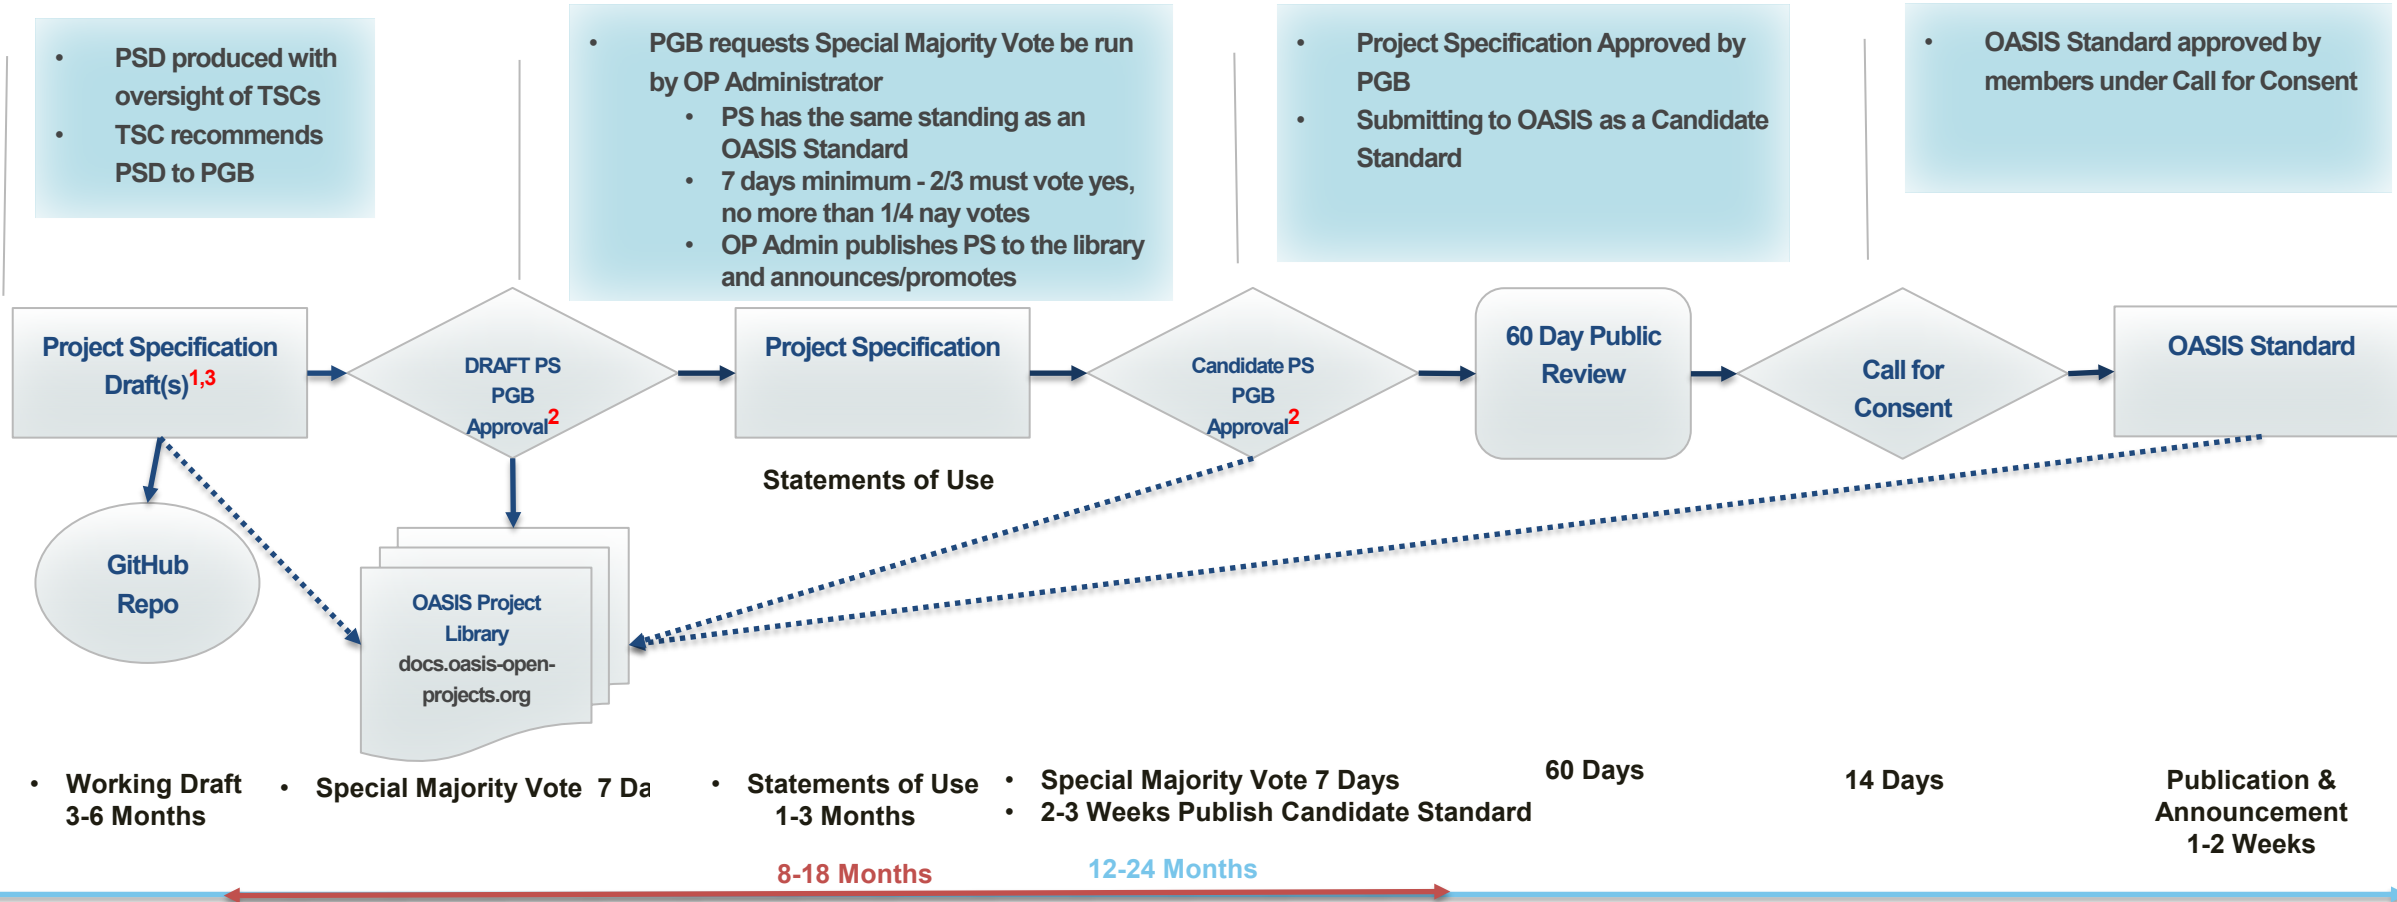 • PSD produced with
oversight of TSCs
• TSC recommends
PSD to PGB
• PGB requests Special Majority Vote be run
by OP Administrator
• PS has the same standing as an
OASIS Standard
• 7 days minimum - 2/3 must vote yes,
no more than 1/4 nay votes
• OP Admin publishes PS to the library
and announces/promotes
• Project Specification Approved by
PGB
• Submitting to OASIS as a Candidate
Standard
• OASIS Standard approved by
members under Call for Consent
Project Specification
Draft(s)1,3
DRAFT PS
PGB
Approval2
Project Specification
Candidate PS
PGB
Approval2
60 Day Public
Review
Call for
Consent
OASIS Standard
Statements of Use
GitHub
Repo
OASIS Project
Library
docs.oasis-open-
projects.org
• Working Draft
3-6 Months
• Special Majority Vote 7 Da
• Statements of Use
1-3 Months
• Special Majority Vote 7 Days
• 2-3 Weeks Publish Candidate Standard
60 Days
14 Days
Publication &
Announcement
1-2 Weeks
8-18 Months
12-24 Months